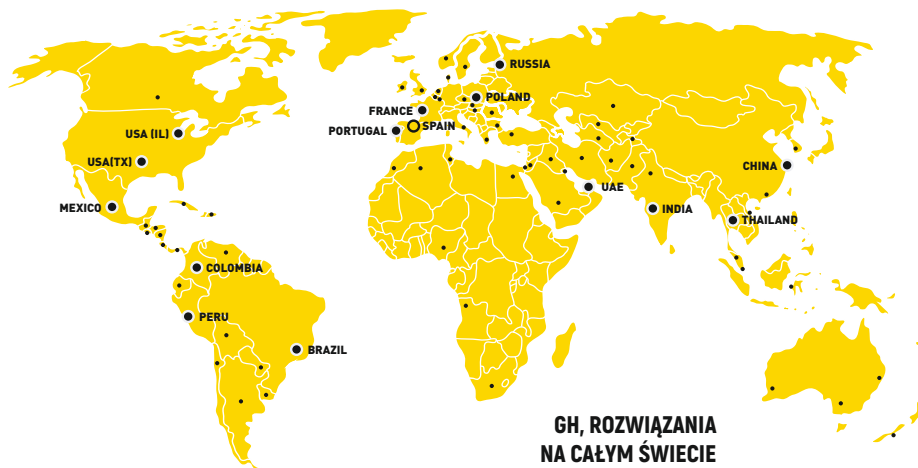 RUSSIA
POLAND
FRANCE
SPAIN
PORTUGAL
USA (IL)
USA(TX)
CHINA
UAE
MEXICO
INDIA
THAILAND
COLOMBIA
PERU
BRAZIL
GH, ROZWIĄZANIA
NA CAŁYM ŚWIECIE